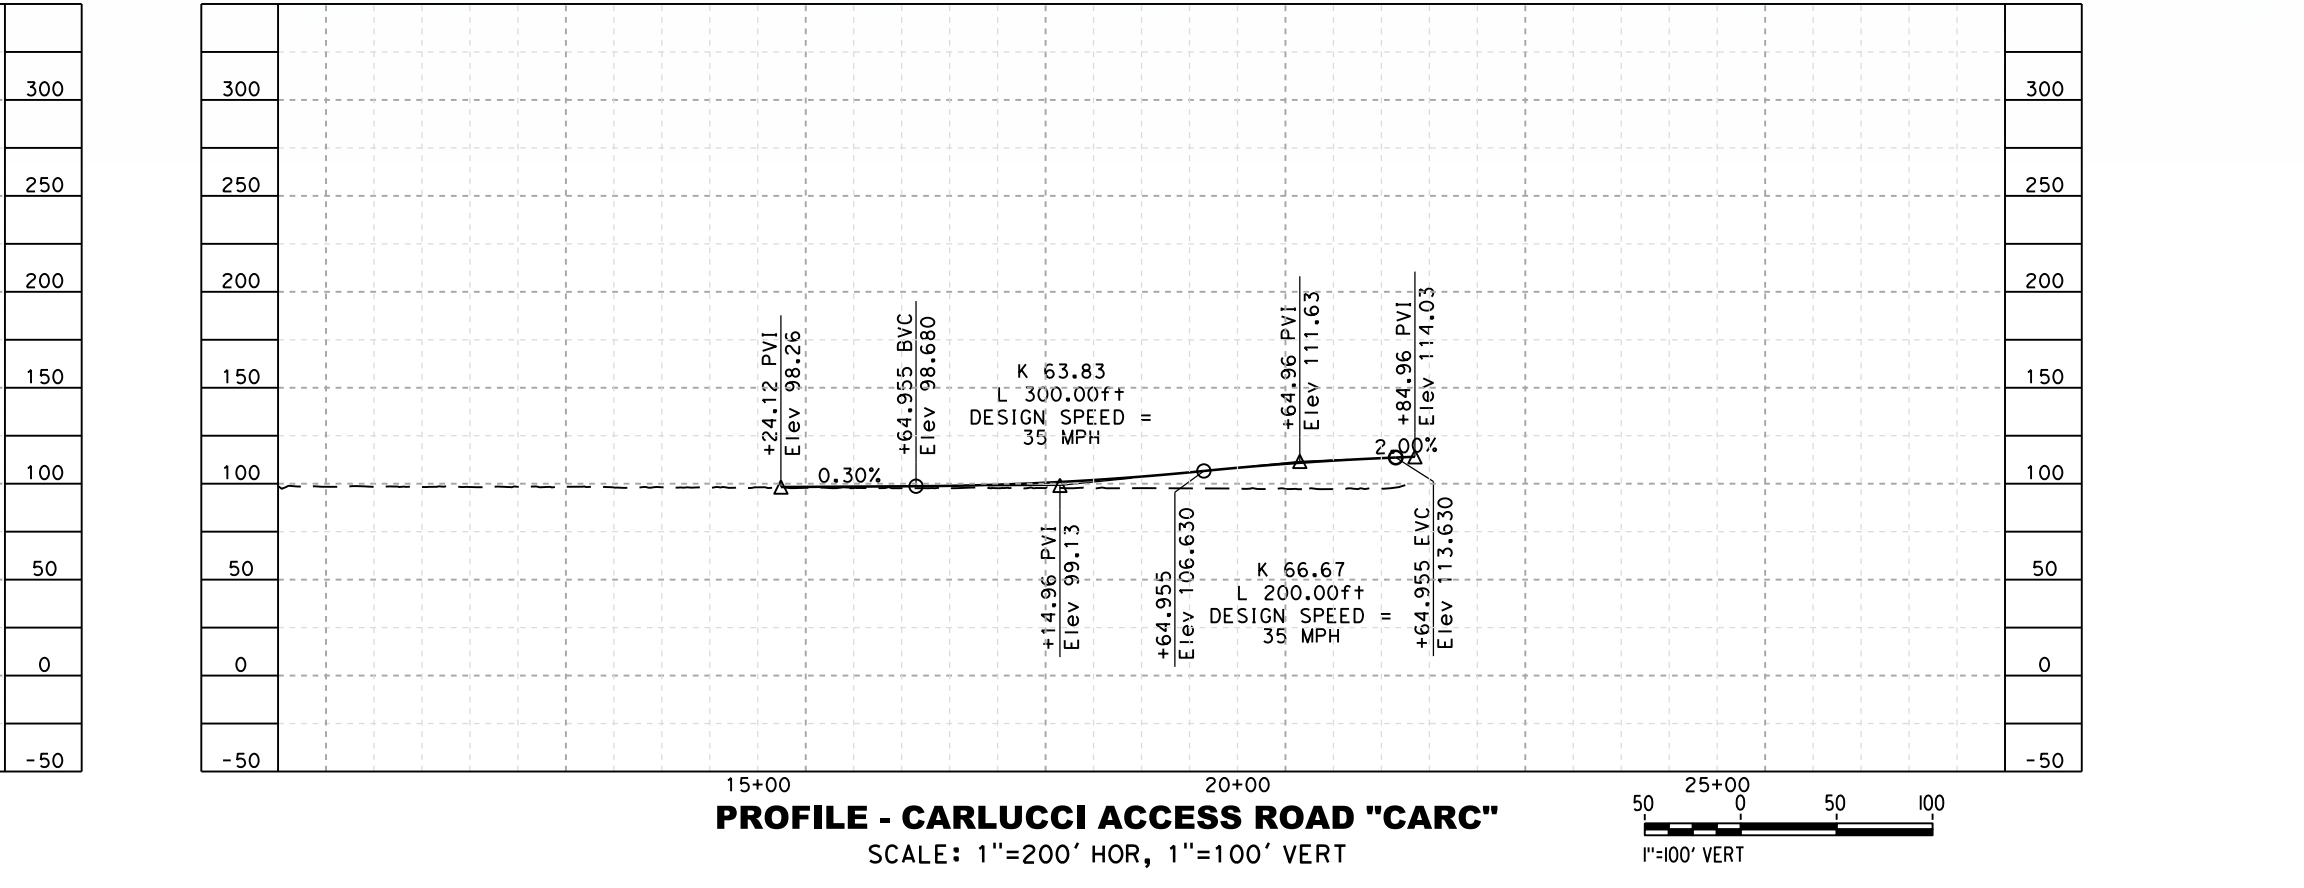 300
250
200
150
100
50
0
-50
300
250
200
150
100
50
0
-50
+24.12 PVI
Elev 98.26
0.30%
+64.955 BVC
Elev 98.680
K 63.83
L 300.00ft
DESIGN SPEED =
35 MPH
+14.96 PVI
Elev 99.13
+64.955
Elev 106.630
+64.96 PVI
Elev 111.63
K 66.67
L 200.00ft
DESIGN SPEED =
35 MPH
+84.96 PVI
Elev 114.03
2.00%
+64.955 EVC
Elev 113.630
300
250
200
150
100
50
0
-50
15+00 20+00 25+00
PROFILE - CARLUCCI ACCESS ROAD "CARC"
SCALE: 1"=200' HOR, 1"=100' VERT
50 0 50 100
1"=100' VERT